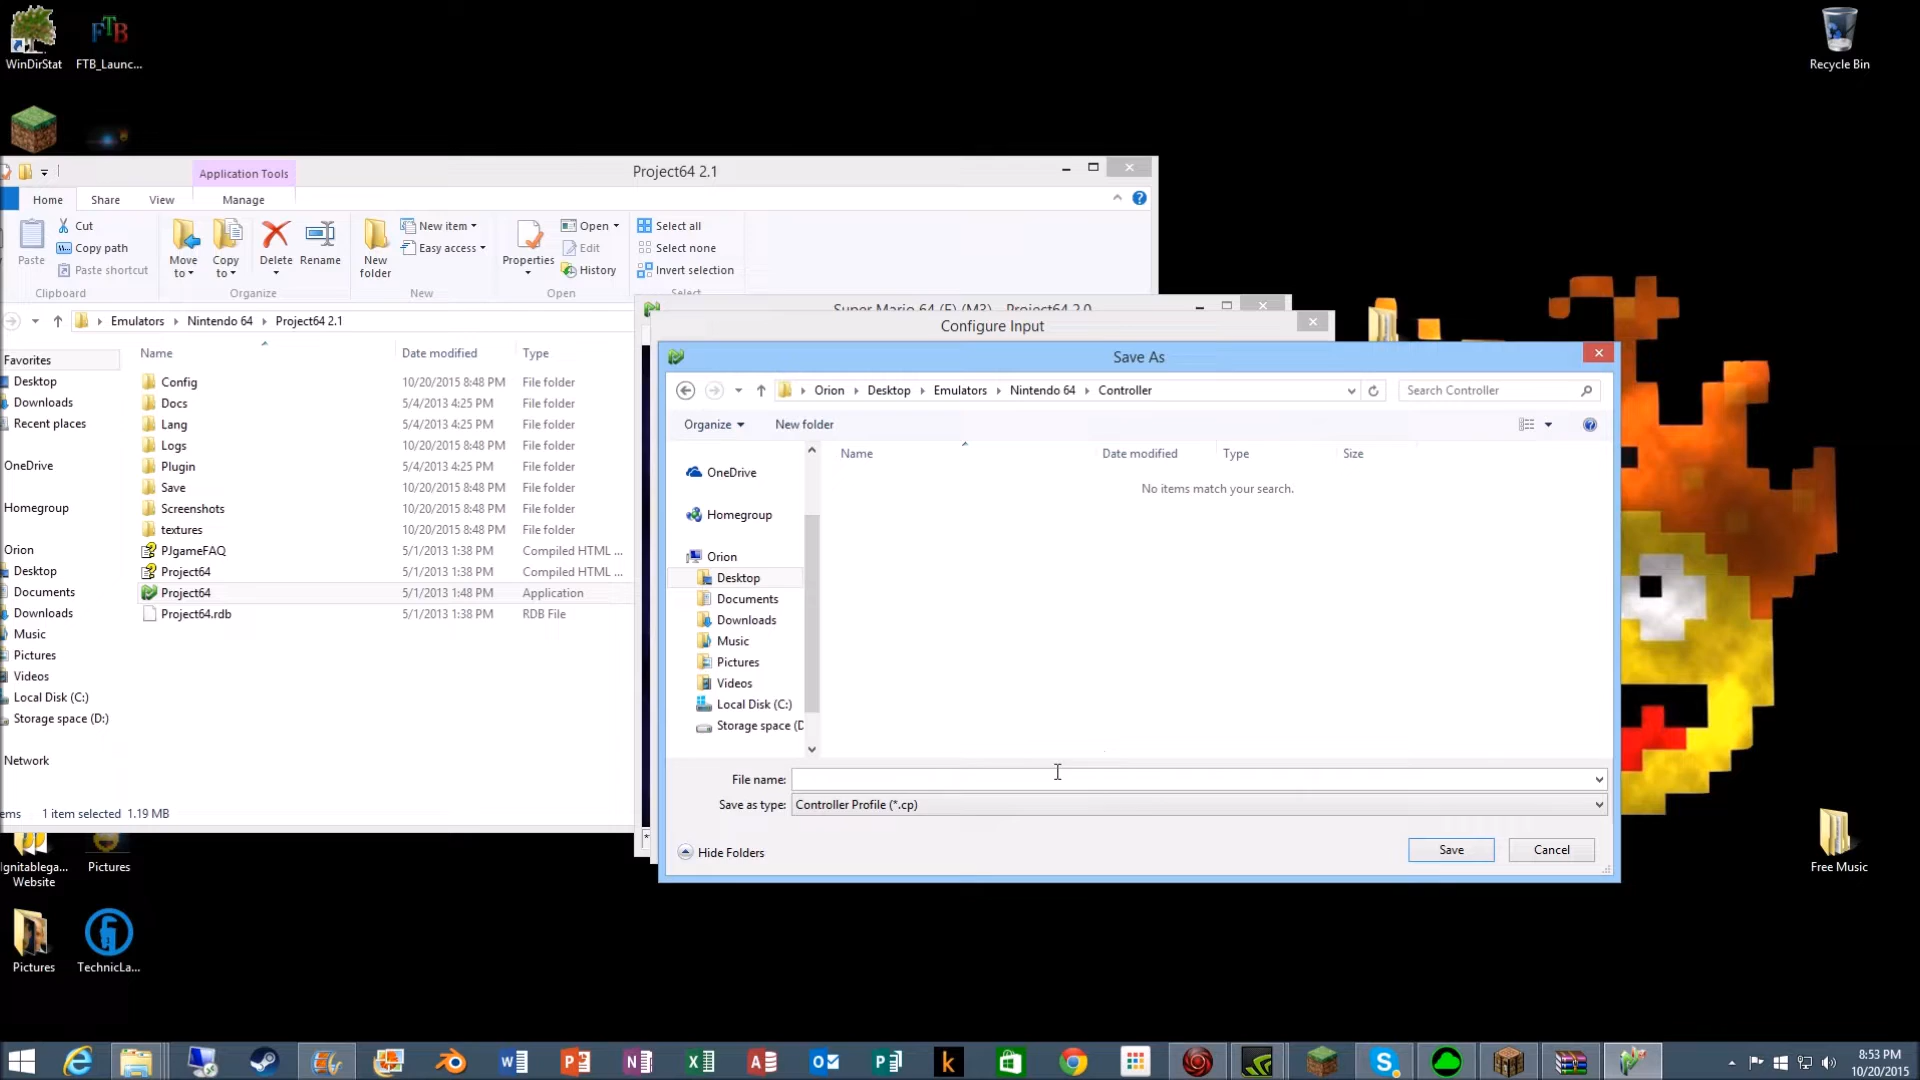 WinDirStat
FTB_Launc...
Recycle Bin
Application Tools
Project64 2.1
Home
Share
View
Manage
Paste
Cut
Copy path
Paste shortcut
Move to
Copy to
Delete
Rename
New folder
New item
Easy access
Properties
Open
Edit
History
Select all
Select none
Invert selection
Clipboard
Organize
New
Open
Select
Emulators
Nintendo 64
Project64 2.1
Favorites
Desktop
Downloads
Recent places
OneDrive
Homegroup
Orion
Desktop
Documents
Downloads
Music
Pictures
Videos
Local Disk (C:)
Storage space (D:)
Network
Name Date modified Type
Config 10/20/2015 8:48 PM File folder
Docs 5/4/2013 4:25 PM File folder
Lang 5/4/2013 4:25 PM File folder
Logs 10/20/2015 8:48 PM File folder
Plugin 5/4/2013 4:25 PM File folder
Save 10/20/2015 8:48 PM File folder
Screenshots 10/20/2015 8:48 PM File folder
textures 10/20/2015 8:48 PM File folder
PJgameFAQ 5/1/2013 1:38 PM Compiled HTML ...
Project64 5/1/2013 1:38 PM Compiled HTML ...
Project64 5/1/2013 1:48 PM Application
Project64.rdb 5/1/2013 1:38 PM RDB File
ems 1 item selected 1.19 MB
Super Mario 64 (E) (M3) - Project64 2.0
Configure Input
Save As
Orion
Desktop
Emulators
Nintendo 64
Controller
Search Controller
Organize
New folder
Name Date modified Type Size
No items match your search.
OneDrive
Homegroup
Orion
Desktop
Documents
Downloads
Music
Pictures
Videos
Local Disk (C:)
Storage space (D
File name:
Save as type: Controller Profile (*.cp)
Hide Folders
Save
Cancel
Ignitablega...
Website
Pictures
Pictures
TechnicLa...
Free Music
8:53 PM
10/20/2015